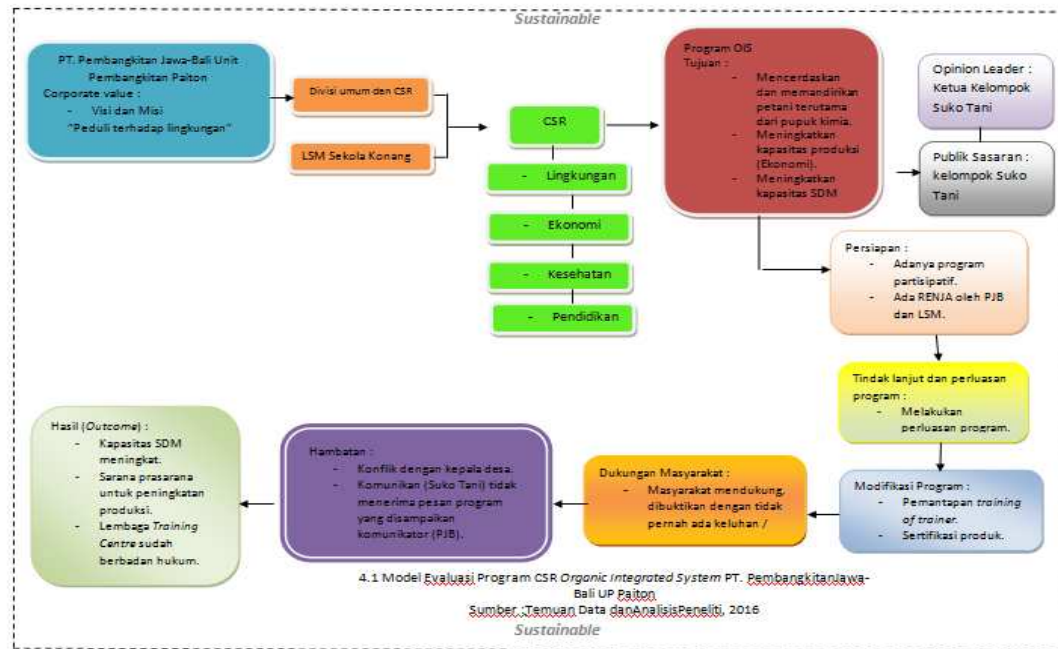 Sustainable
PT. Pembangkitan Jawa-Bali Unit
Pembangkitan Paiton
Corporate value :
- Visi dan Misi
"Peduli terhadap lingkungan"
Divisi umum dan CSR
LSM Sekola Konang
CSR
- Lingkungan
- Ekonomi
- Kesehatan
- Pendidikan
Program OIS
Tujuan :
- Mencerdaskan
dan memandirikan
petani terutama
dari pupuk kimia.
- Meningkatkan
kapasitas produksi
(Ekonomi).
- Meningkatkan
kapasitas SDM
Opinion Leader :
Ketua Kelompok
Suko Tani
Publik Sasaran :
kelompok Suko
Tani
Persiapan :
- Adanya program
partisipatif.
- Ada RENJA oleh PJB
dan LSM.
Tindak lanjut dan perluasan
program :
- Melakukan
perluasan program.
Modifikasi Program :
- Pemantapan training
of trainer.
- Sertifikasi produk.
Dukungan Masyarakat :
- Masyarakat mendukung,
dibuktikan dengan tidak
pernah ada keluhan /
Hambatan :
- Konflik dengan kepala desa.
- Komunikan (Suko Tani) tidak
menerima pesan program
yang disampaikan
komunikator (PJB).
Hasil (Outcome) :
- Kapasitas SDM
meningkat.
- Sarana prasarana
untuk peningkatan
produksi.
- Lembaga Training
Centre sudah
berbadan hukum.
4.1 Model Evaluasi Program CSR Organic Integrated System PT. PembangkitanJawa-
Bali UP Paiton
Sumber ;Temuan Data danAnalisisPeneliti, 2016
Sustainable